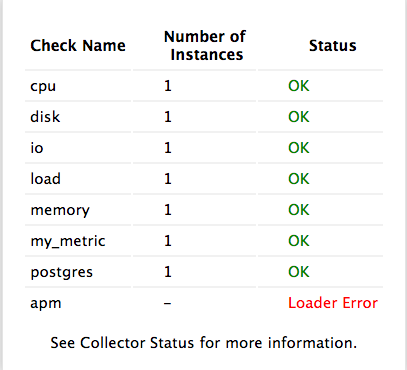 Check Name Number of Instances Status
cpu 1 OK
disk 1 OK
io 1 OK
load 1 OK
memory 1 OK
my_metric 1 OK
postgres 1 OK
apm – Loader Error
See Collector Status for more information.